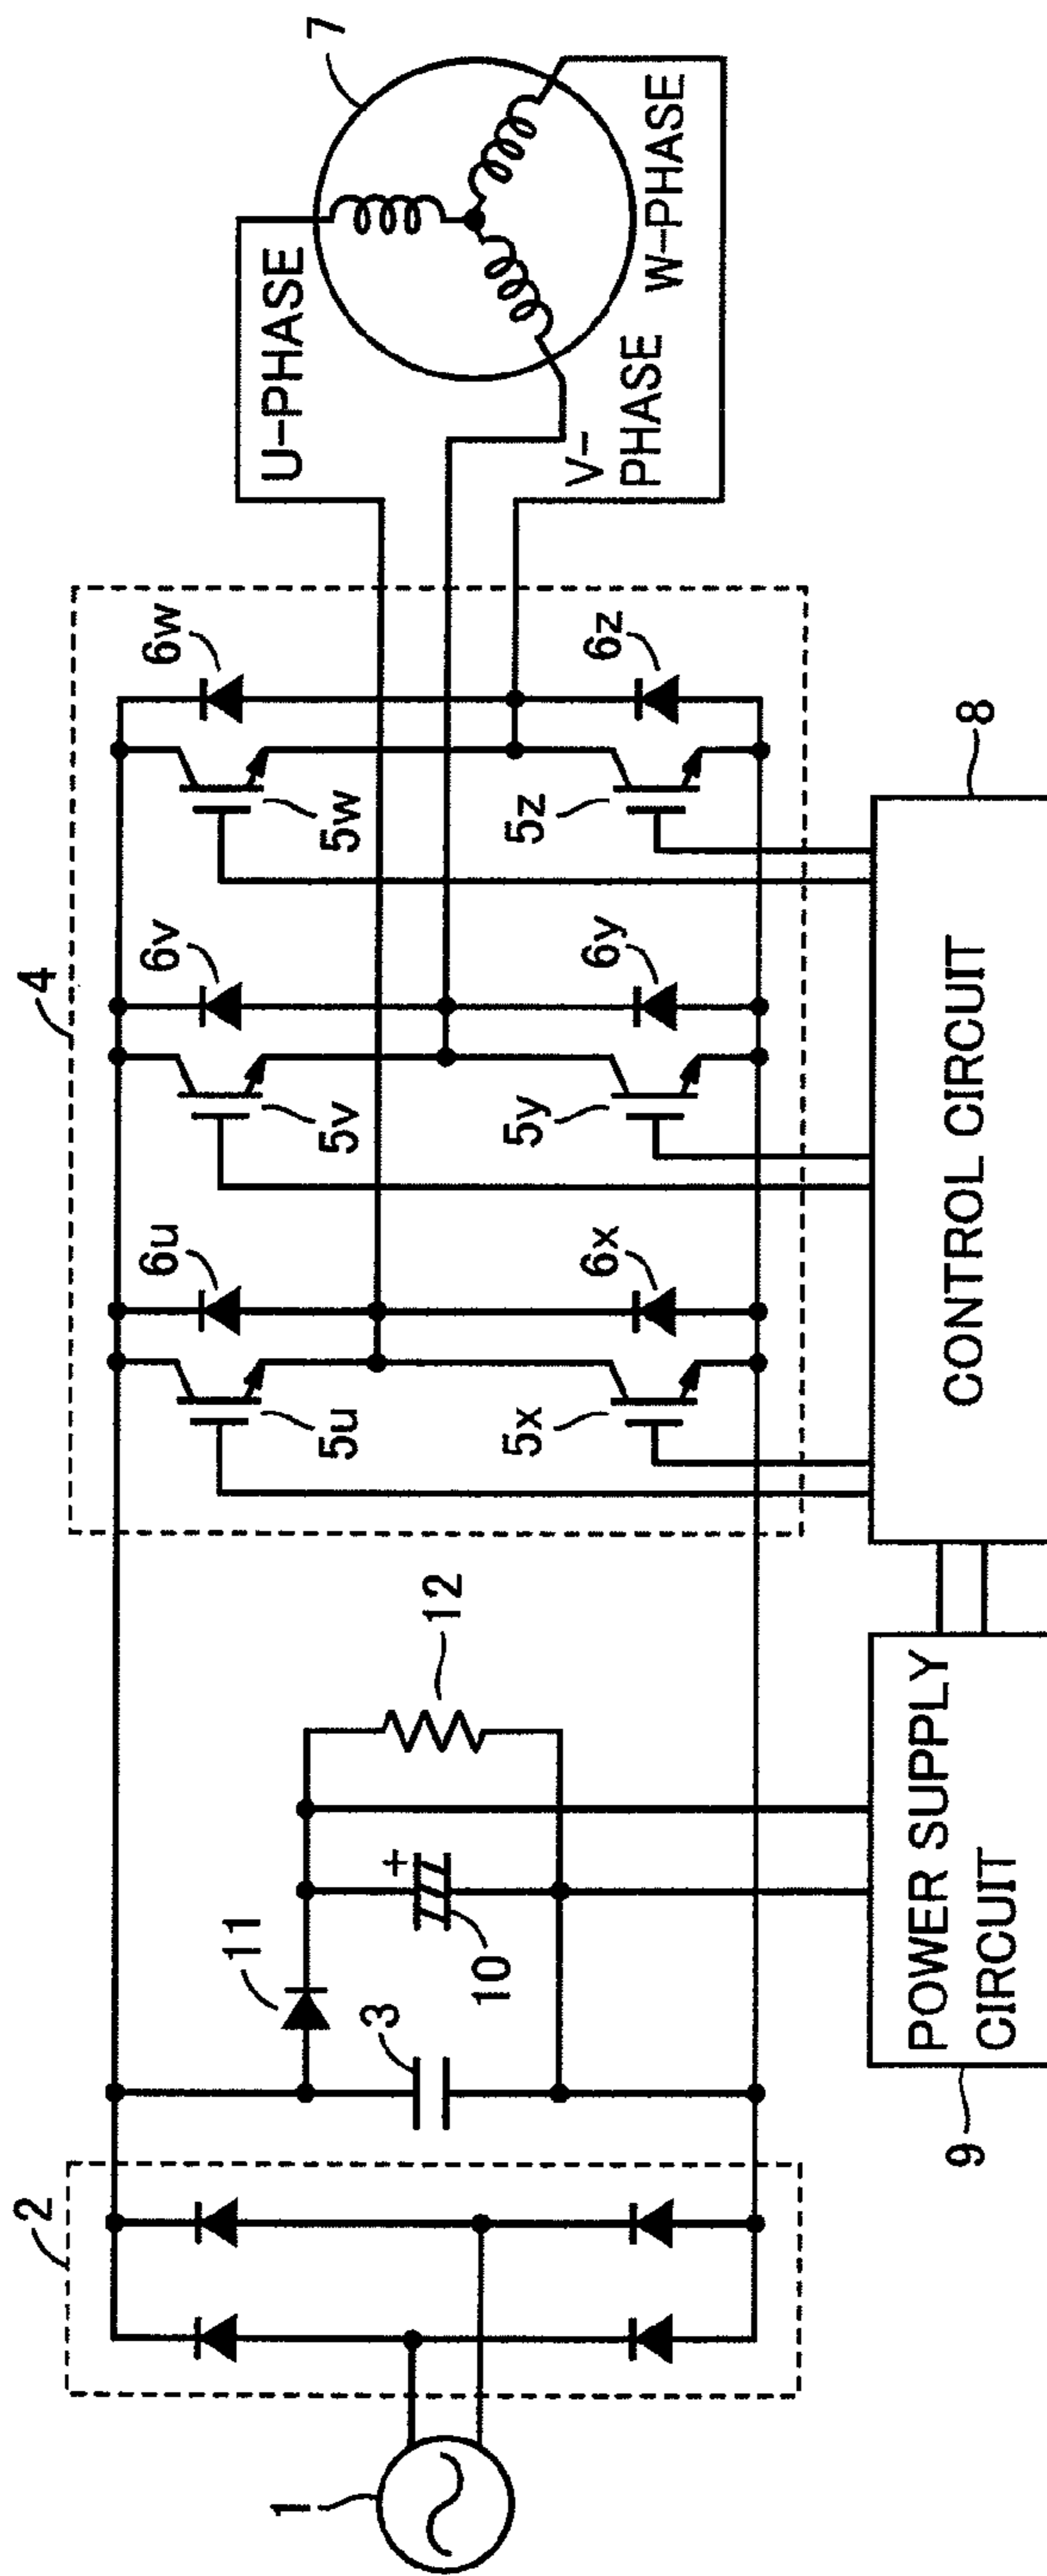 1
2
3
11
10
+
12
4
6u
6v
6w
5u
5v
5w
6x
6y
6z
5x
5y
5z
U-PHASE
V-
PHASE
W-PHASE
7
9
POWER SUPPLY
CIRCUIT
CONTROL CIRCUIT
8